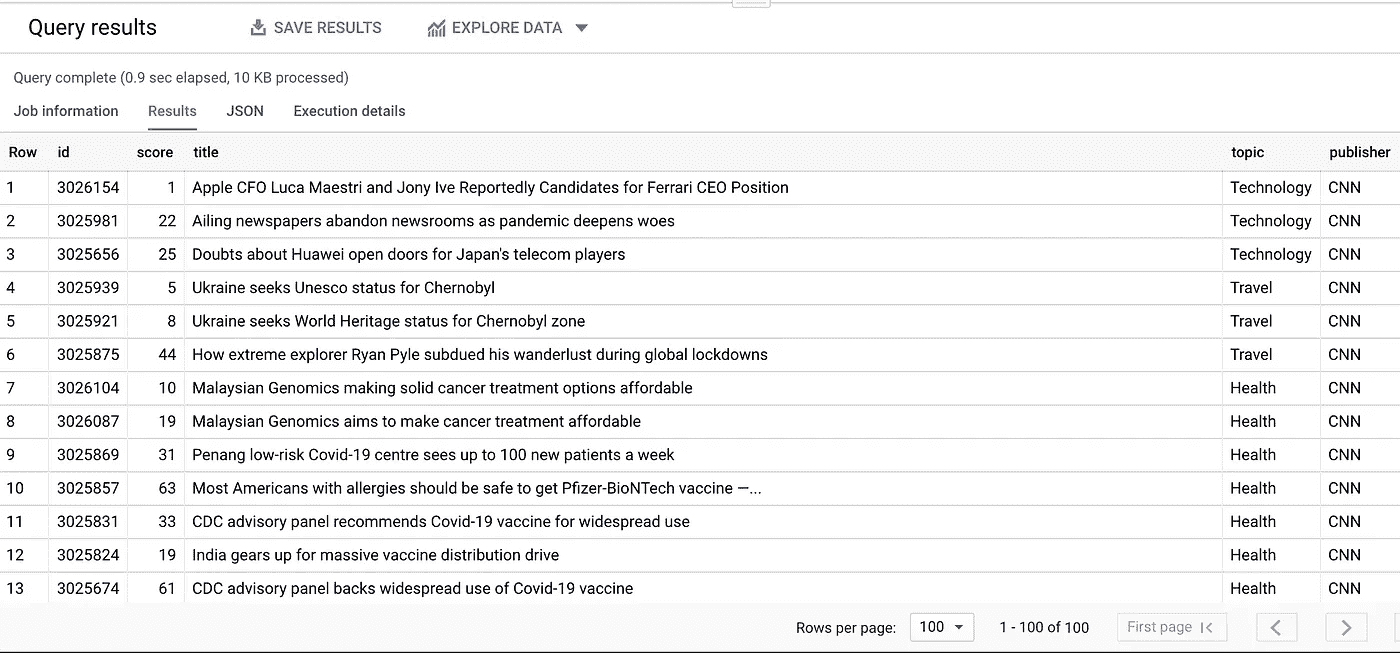 Query results SAVE RESULTS EXPLORE DATA
Query complete (0.9 sec elapsed, 10 KB processed)
Job information Results JSON Execution details
Row id score title topic publisher
1 3026154 1 Apple CFO Luca Maestri and Jony Ive Reportedly Candidates for Ferrari CEO Position Technology CNN
2 3025981 22 Ailing newspapers abandon newsrooms as pandemic deepens woes Technology CNN
3 3025656 25 Doubts about Huawei open doors for Japan's telecom players Technology CNN
4 3025939 5 Ukraine seeks Unesco status for Chernobyl Travel CNN
5 3025921 8 Ukraine seeks World Heritage status for Chernobyl zone Travel CNN
6 3025875 44 How extreme explorer Ryan Pyle subdued his wanderlust during global lockdowns Travel CNN
7 3026104 10 Malaysian Genomics making solid cancer treatment options affordable Health CNN
8 3026087 19 Malaysian Genomics aims to make cancer treatment affordable Health CNN
9 3025869 31 Penang low-risk Covid-19 centre sees up to 100 new patients a week Health CNN
10 3025857 63 Most Americans with allergies should be safe to get Pfizer-BioNTech vaccine —... Health CNN
11 3025831 33 CDC advisory panel recommends Covid-19 vaccine for widespread use Health CNN
12 3025824 19 India gears up for massive vaccine distribution drive Health CNN
13 3025674 61 CDC advisory panel backs widespread use of Covid-19 vaccine Health CNN
Rows per page: 100 1 - 100 of 100 First page